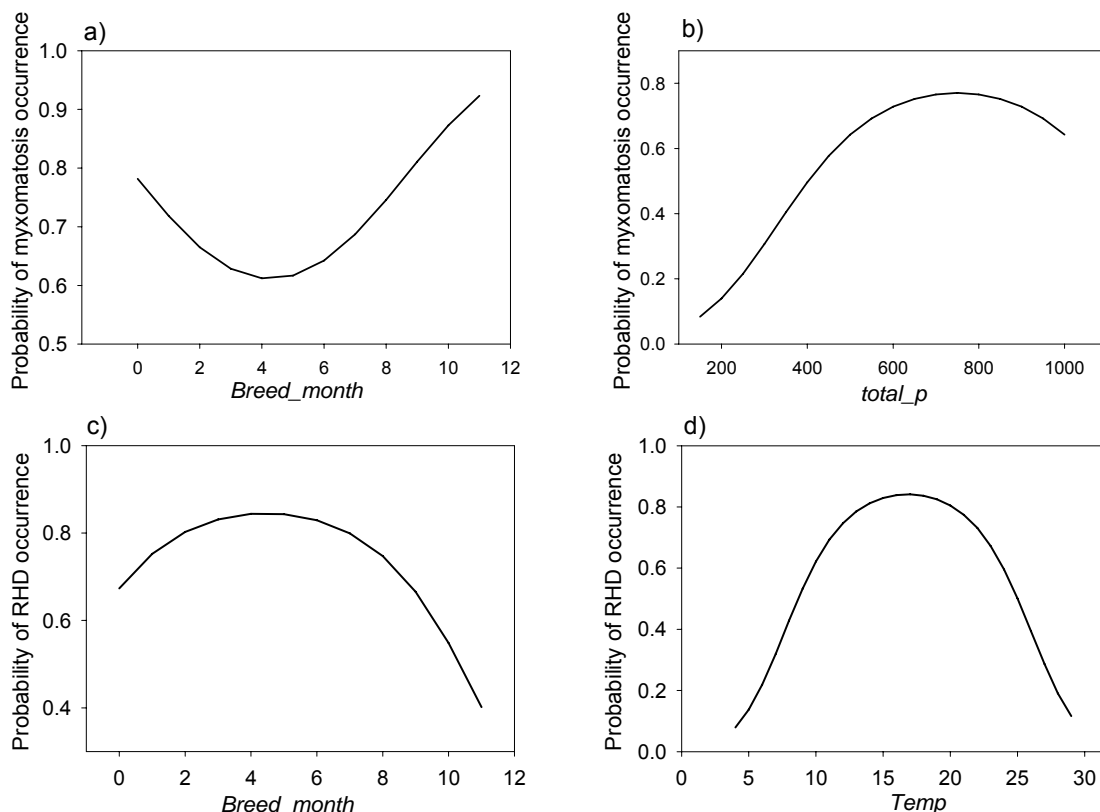 a)
Probability of myxomatosis occurrence
1.0
0.9
0.8
0.7
0.6
0.5
0 2 4 6 8 10 12
Breed_month
b)
Probability of myxomatosis occurrence
0.8
0.6
0.4
0.2
0.0
200 400 600 800 1000
total_p
c)
Probability of RHD occurrence
1.0
0.8
0.6
0.4
0 2 4 6 8 10 12
Breed_month
d)
Probability of RHD occurrence
1.0
0.8
0.6
0.4
0.2
0.0
0 5 10 15 20 25 30
Temp